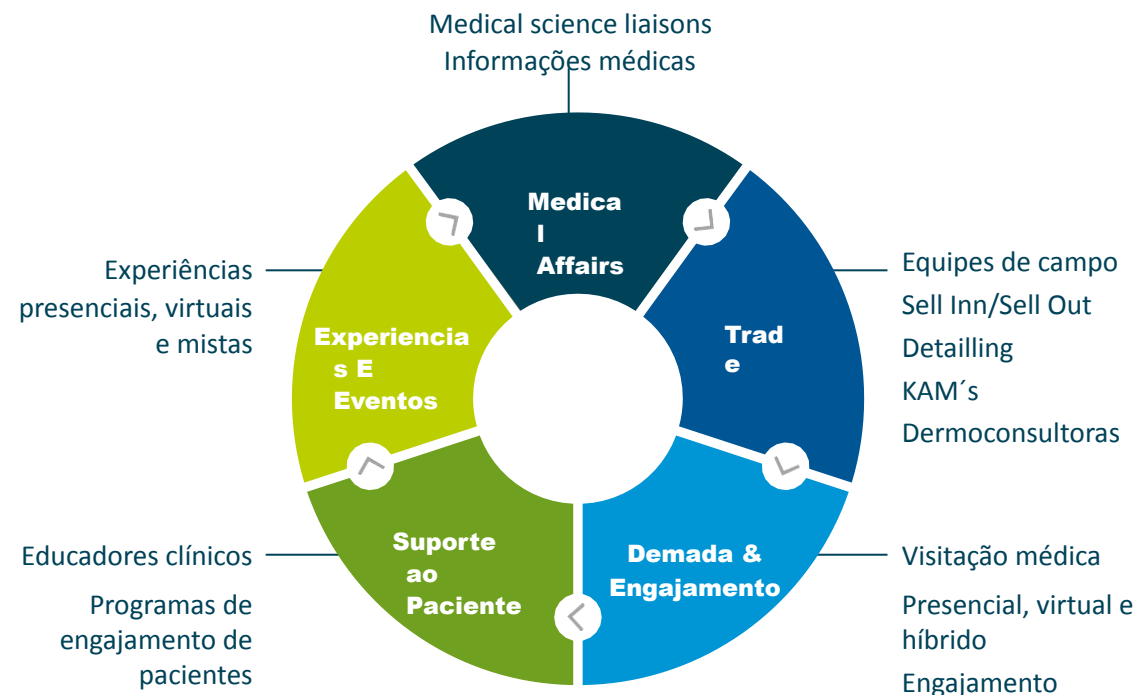 Medical science liaisons
Informações médicas
Medica
l
Affairs
Trad
e
Equipes de campo
Sell Inn/Sell Out
Detailling
KAM´s
Dermoconsultoras
Demada &
Engajamento
Visitação médica
Presencial, virtual e
híbrido
Engajamento
Suporte
ao
Paciente
Educadores clínicos
Programas de
engajamento de
pacientes
Experiencia
s E
Eventos
Experiências
presenciais, virtuais
e mistas